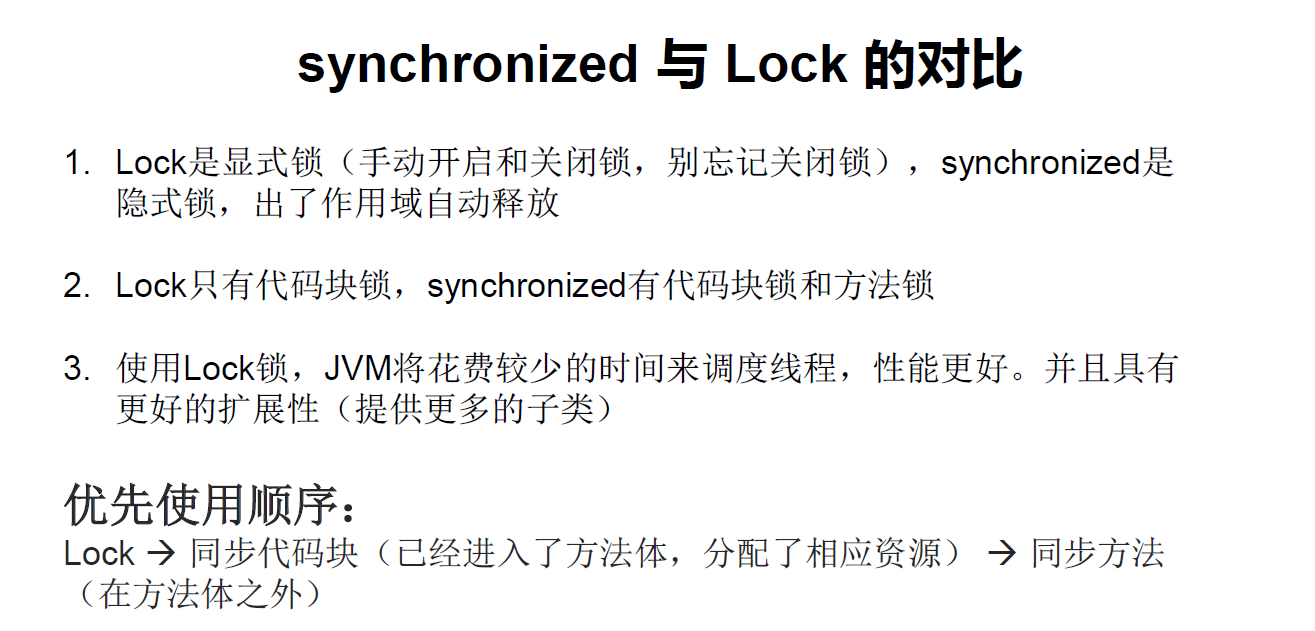 synchronized 与 Lock 的对比
1. Lock是显式锁（手动开启和关闭锁，别忘记关闭锁），synchronized是
隐式锁，出了作用域自动释放
2. Lock只有代码块锁，synchronized有代码块锁和方法锁
3. 使用Lock锁，JVM将花费较少的时间来调度线程，性能更好。并且具有
更好的扩展性（提供更多的子类）
优先使用顺序：
Lock → 同步代码块（已经进入了方法体，分配了相应资源） → 同步方法
（在方法体之外）